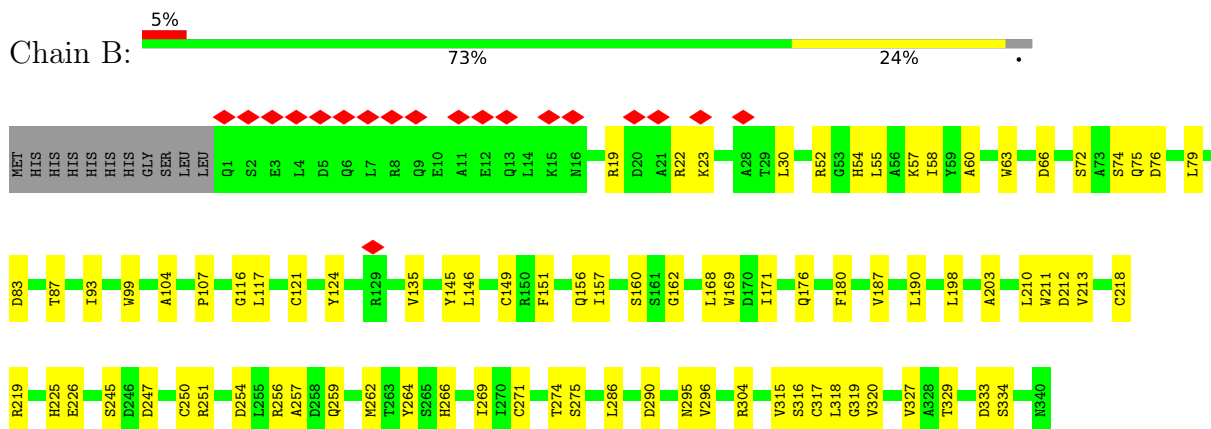 5%
Chain B:
73% 24% •
MET HIS HIS HIS HIS HIS HIS GLY SER LEU LEU Q1 S2 E3 L4 D5 Q6 L7 R8 Q9 E10 A11 E12 Q13 L14 K15 N16 R19 D20 A21 R22 K23 A28 T29 L30 R52 G53 H54 L55 A56 K57 I58 Y59 A60 W63 D66 S72 A73 S74 Q75 D76 L79
D83 T87 I93 W99 A104 P107 G116 L117 C121 Y124 R129 V135 Y145 L146 C149 R150 F151 Q156 I157 S160 S161 G162 L168 W169 D170 I171 Q176 F180 V187 L190 L198 A203 L210 W211 D212 V213 C218
R219 H225 E226 S245 D246 D247 C250 R251 D254 L255 R256 A257 D258 Q259 M262 T263 Y264 S265 H266 I269 I270 C271 T274 S275 L286 D290 N295 V296 R304 V315 S316 C317 L318 G319 V320 V327 A328 T329 D333 S334 N340